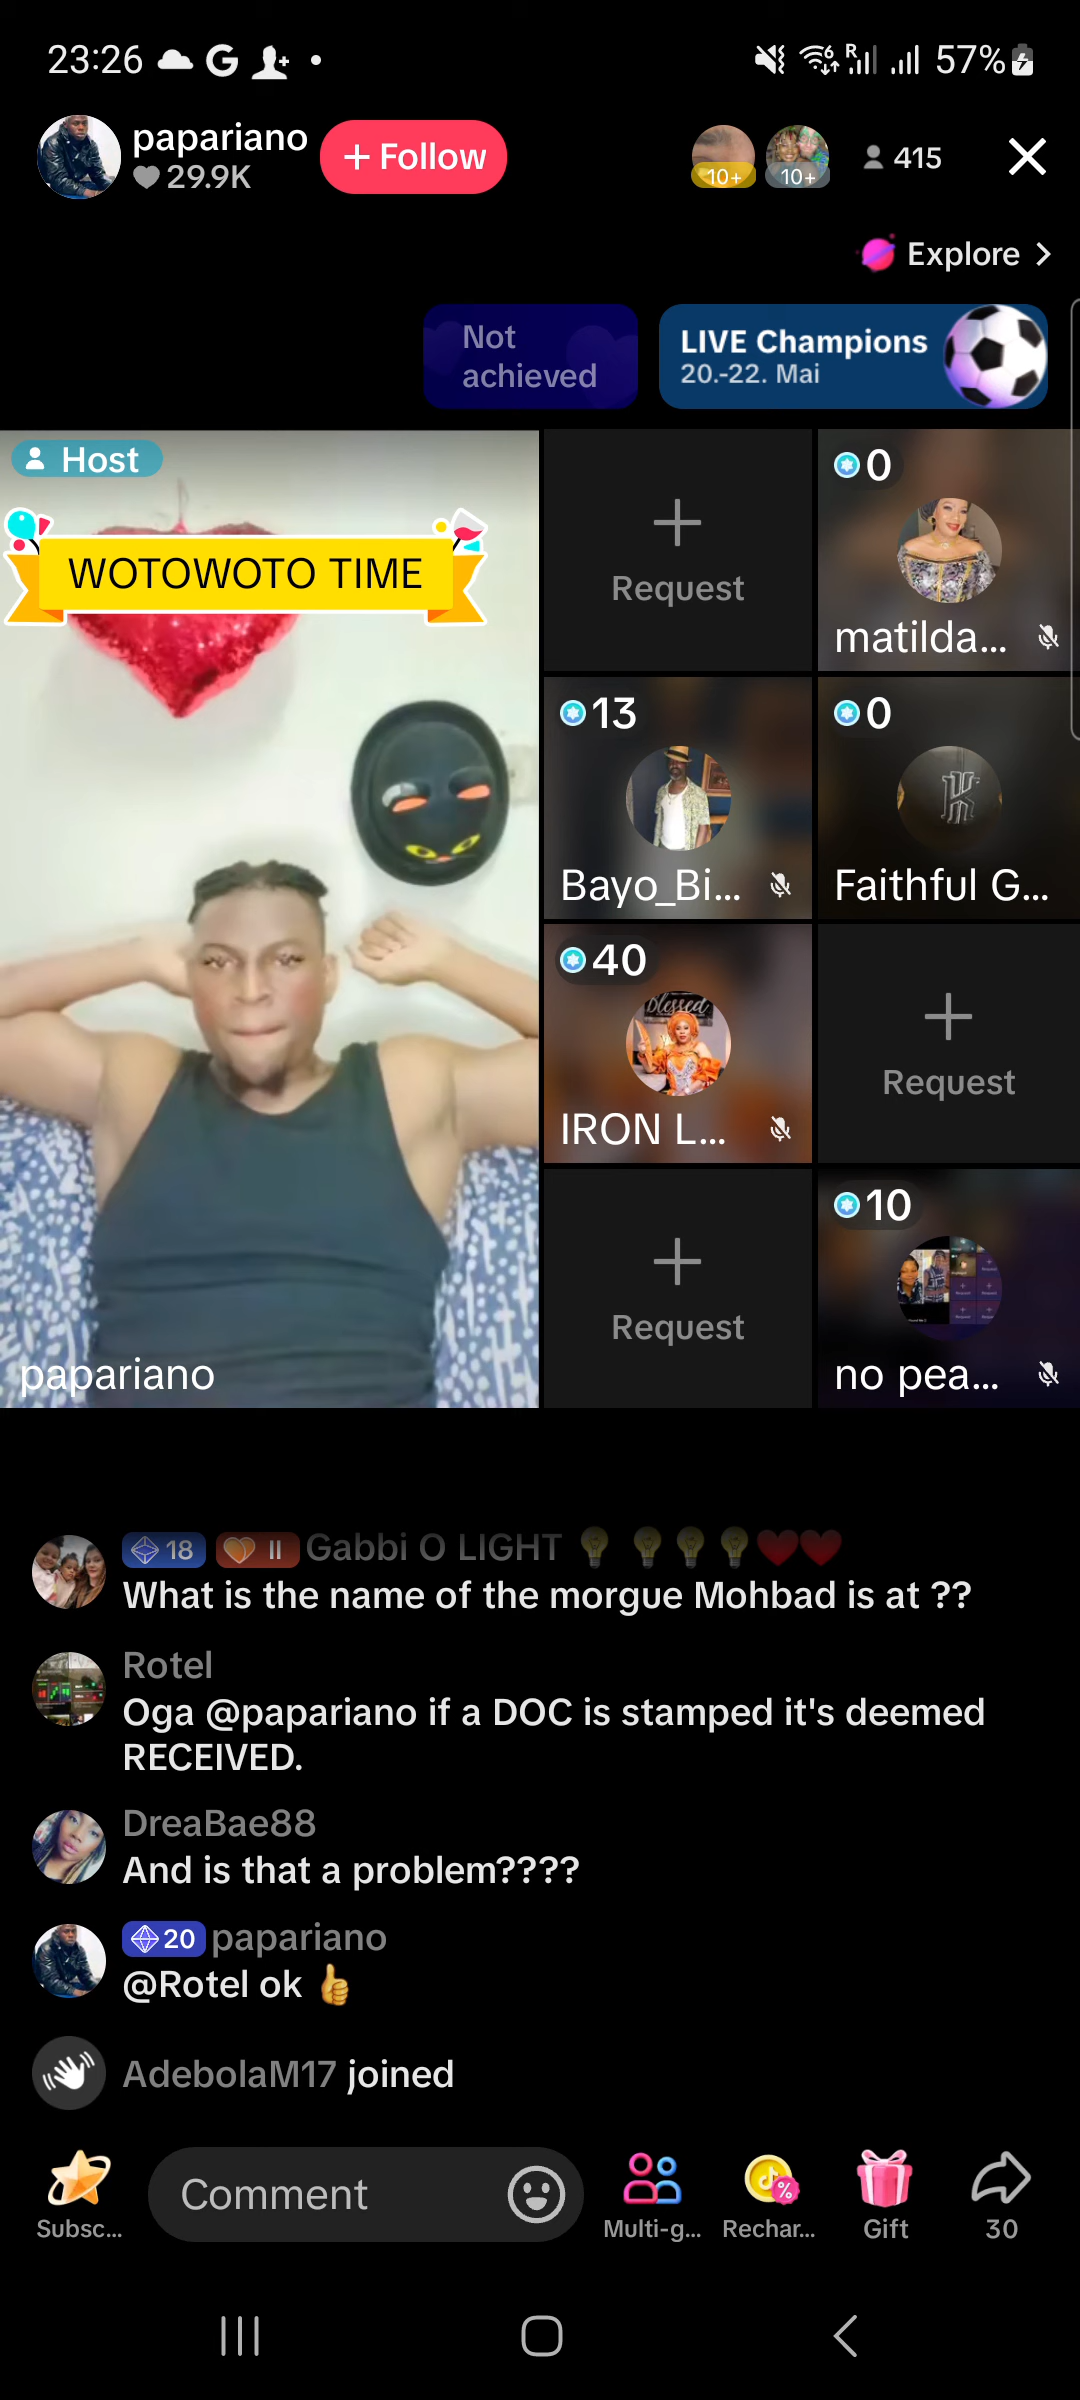 23:26
57%
papariano
29.9K
+ Follow
10+
10+
415
Explore
Not
achieved
LIVE Champions
20.-22. Mai
Host
WOTOWOTO TIME
papariano
Request
0
matilda...
13
Bayo_Bi...
0
Faithful G...
40
Blessed
IRON L...
Request
Request
10
no pea...
18 II Gabbi O LIGHT 💡 💡 💡 💡❤️❤️
What is the name of the morgue Mohbad is at ??
Rotel
Oga @papariano if a DOC is stamped it's deemed
RECEIVED.
DreaBae88
And is that a problem????
20 papariano
@Rotel ok 👍
AdebolaM17 joined
Subsc...
Comment
Multi-g...
Rechar...
Gift
30